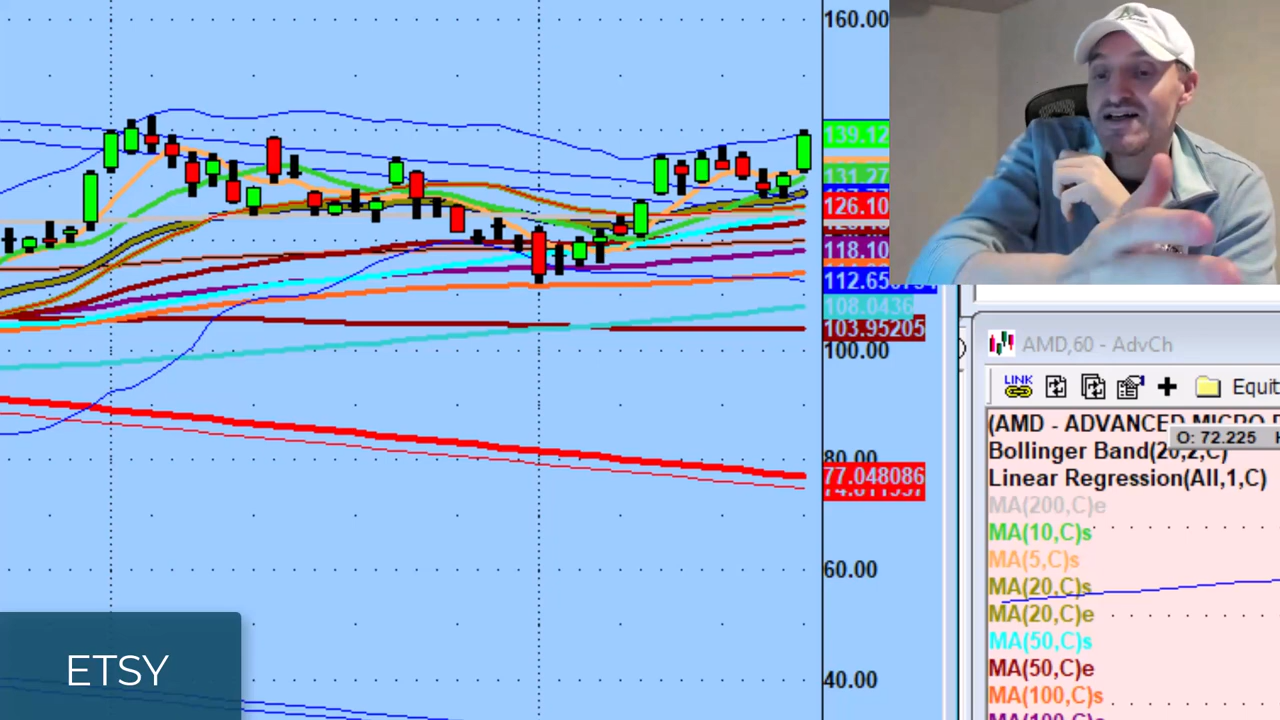 160.00
139.12
131.27
126.10
118.10
112.650751
108.0436
103.95205
100.00
80.00
77.048086
60.00
40.00
ETSY
AMD,60 - AdvCh
LINK
Equit
(AMD - ADVANCED MICRO
O: 72.225
Bollinger Band(20,2,C)
Linear Regression(All,1,C)
MA(200,C)e
MA(10,C)s
MA(5,C)s
MA(20,C)s
MA(20,C)e
MA(50,C)s
MA(50,C)e
MA(100,C)s